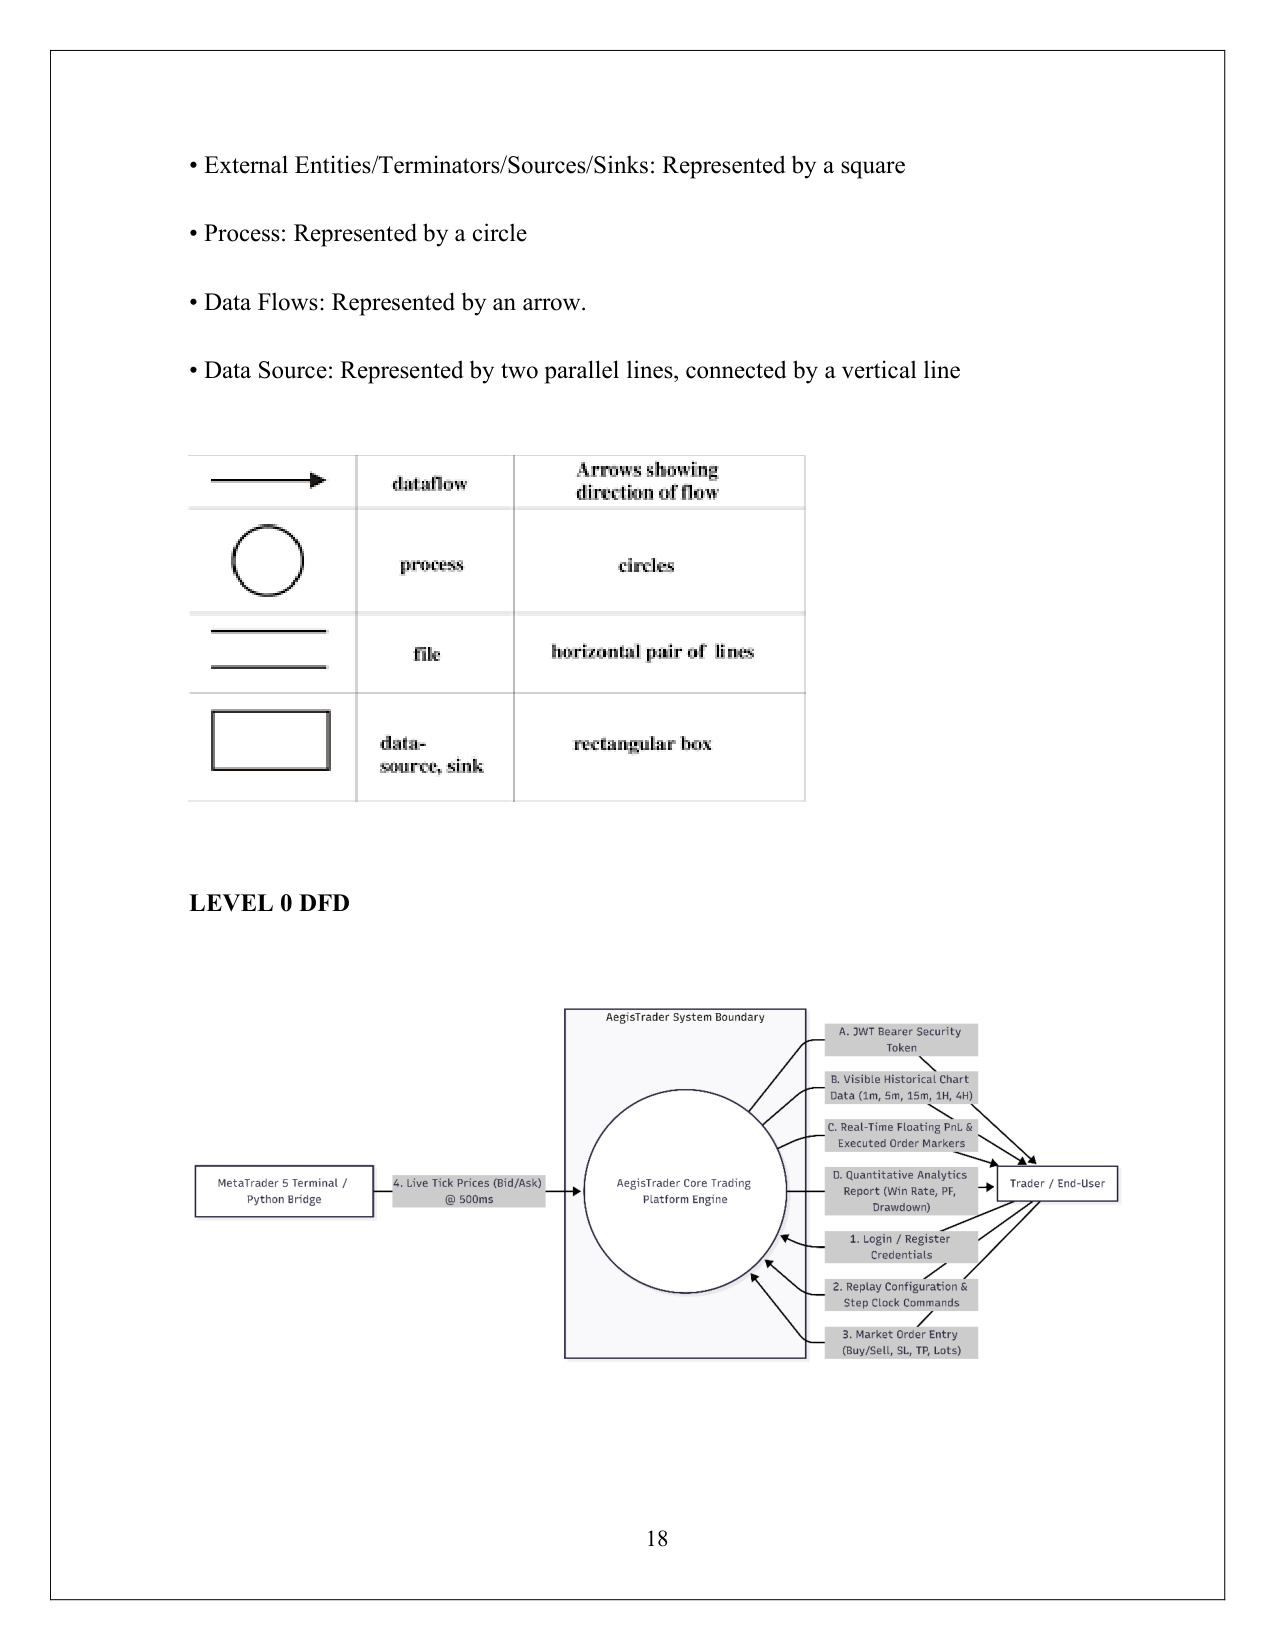 • External Entities/Terminators/Sources/Sinks: Represented by a square
• Process: Represented by a circle
• Data Flows: Represented by an arrow.
• Data Source: Represented by two parallel lines, connected by a vertical line
dataflow
Arrows showing
direction of flow
process
circles
file
horizontal pair of lines
data-
source, sink
rectangular box
LEVEL 0 DFD
AegisTrader System Boundary
MetaTrader 5 Terminal /
Python Bridge
4. Live Tick Prices (Bid/Ask)
@ 500ms
AegisTrader Core Trading
Platform Engine
A. JWT Bearer Security
Token
B. Visible Historical Chart
Data (1m, 5m, 15m, 1H, 4H)
C. Real-Time Floating PnL &
Executed Order Markers
D. Quantitative Analytics
Report (Win Rate, PF,
Drawdown)
1. Login / Register
Credentials
2. Replay Configuration &
Step Clock Commands
3. Market Order Entry
(Buy/Sell, SL, TP, Lots)
Trader / End-User
18